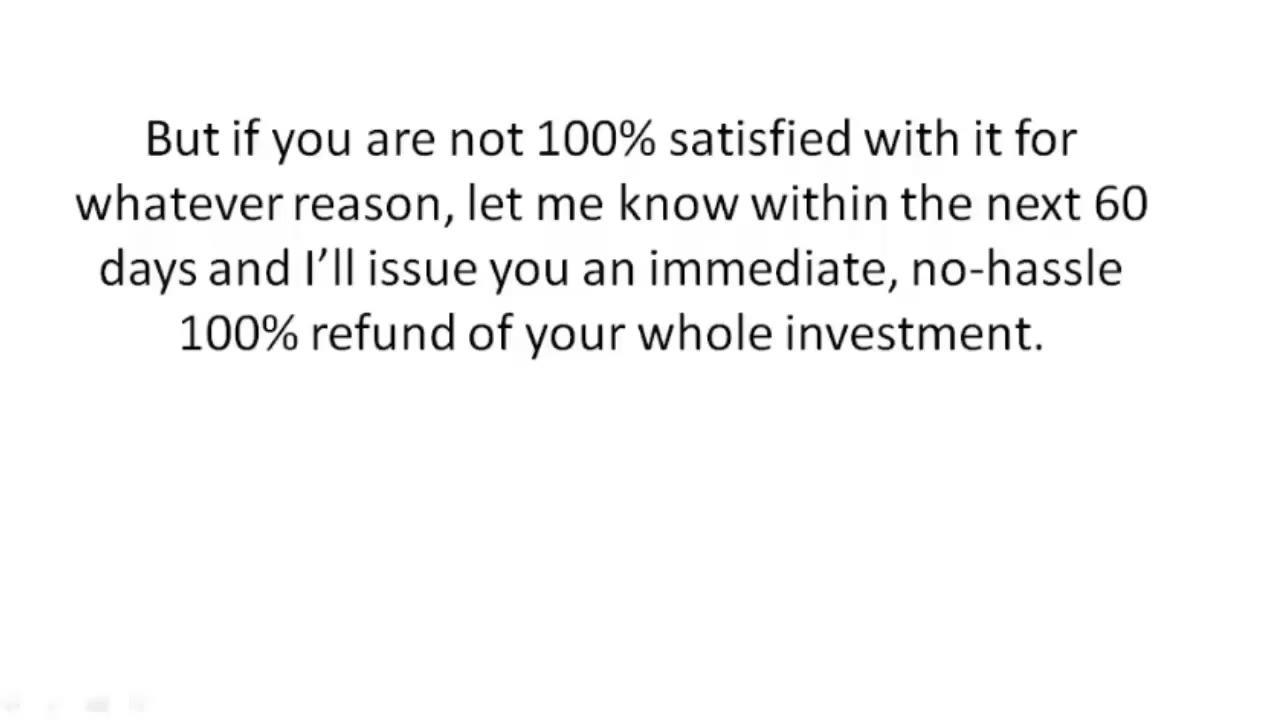 But if you are not 100% satisfied with it for
whatever reason, let me know within the next 60
days and I’ll issue you an immediate, no-hassle
100% refund of your whole investment.